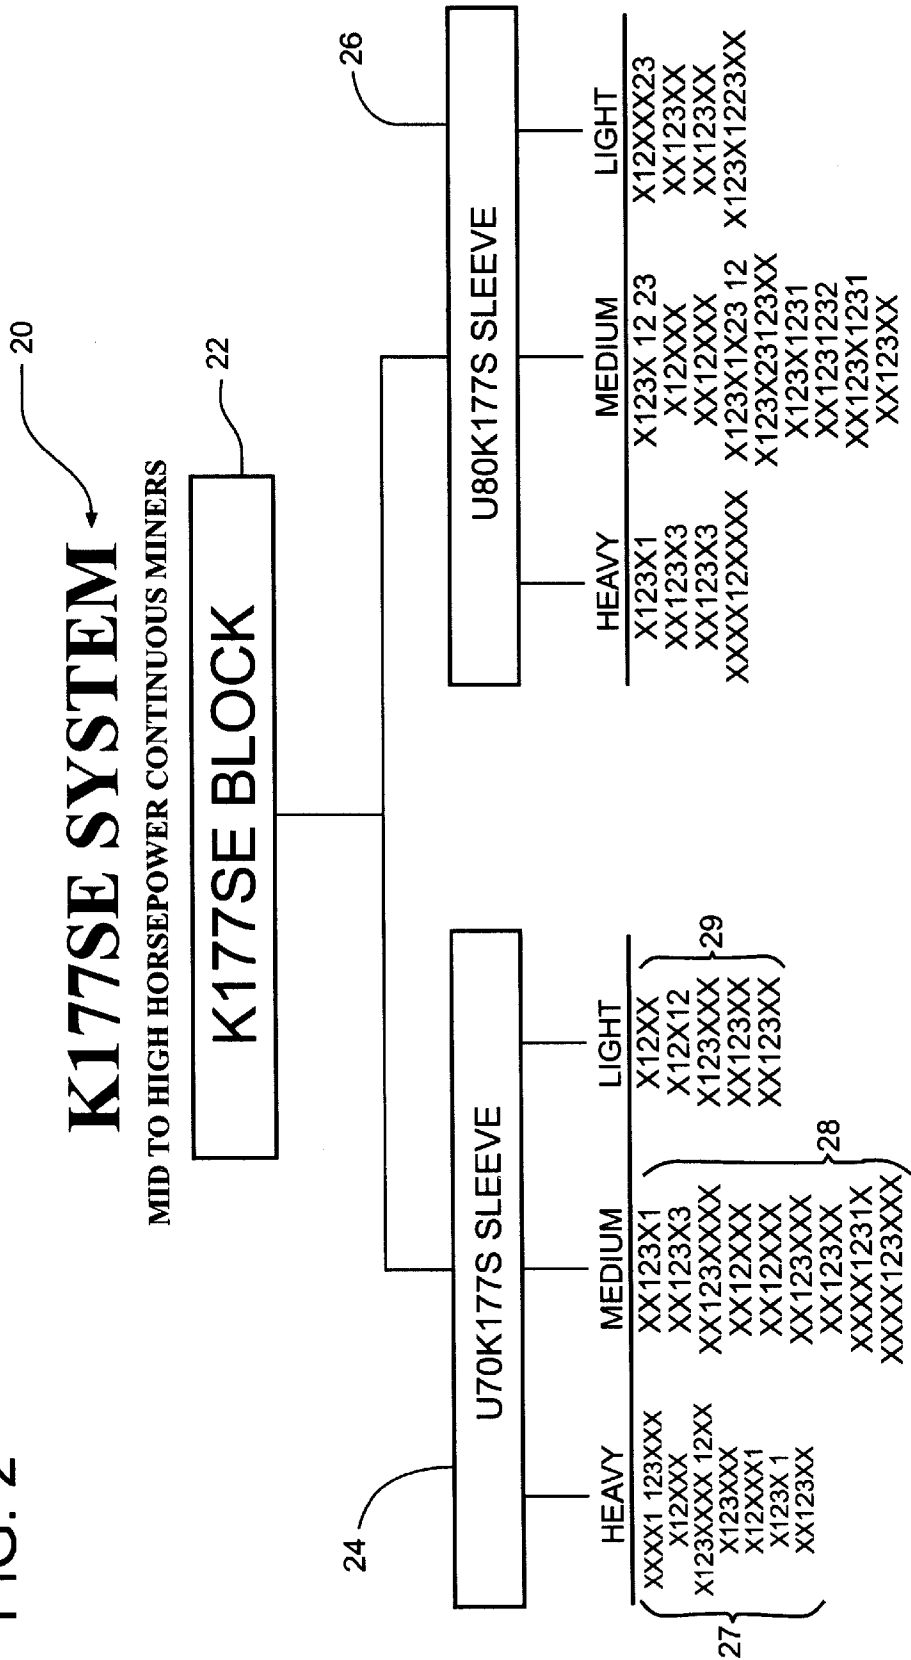 FIG. 2
K177SE SYSTEM
20
MID TO HIGH HORSEPOWER CONTINUOUS MINERS
K177SE BLOCK
22
24
U70K177S SLEEVE
HEAVY
XXXX1 123XXX
X12XXX
X123XXXX 12XX
X123XXX
X12XXX1
X123X 1
XX123XX
27
MEDIUM
XX123X1
XX123X3
XX123XXXX
XX12XXX
XX12XXX
XX123XXX
XX123XX
XXXX1231X
XXXX123XXX
28
LIGHT
X12XX
X12X12
X123XXX
XX123XX
XX123XX
29
26
U80K177S SLEEVE
HEAVY
X123X1
XX123X3
XX123X3
XXXX12XXXX
MEDIUM
X123X 12 23
X12XXX
XX12XXX
X123X1X23 12
X123X23123XX
X123X1231
XX1231232
XX123X1231
XX123XX
LIGHT
X12XXX23
XX123XX
XX123XX
X123X1223XX